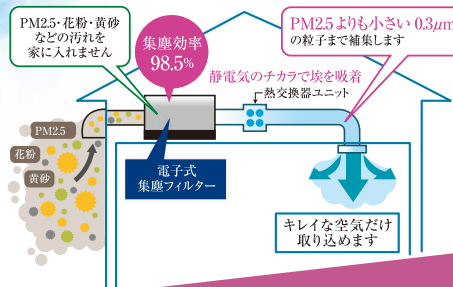 PM2.5・花粉・黄砂
などの汚れを
家に入れません
集塵効率
98.5%
PM2.5よりも小さい 0.3μm
の粒子まで補集します
静電気のチカラで埃を吸着
熱交換器ユニット
PM2.5
花粉
黄砂
電子式
集塵フィルター
キレイな空気だけ
取り込めます